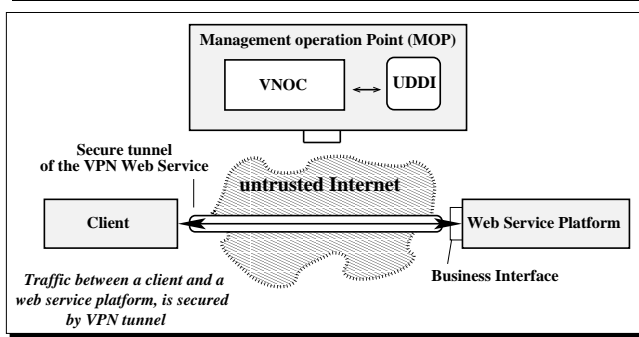 Management operation Point (MOP)
VNOC
UDDI
Secure tunnel
of the VPN Web Service
untrusted Internet
Client
Web Service Platform
Business Interface
Traffic between a client and a
web service platform, is secured
by VPN tunnel